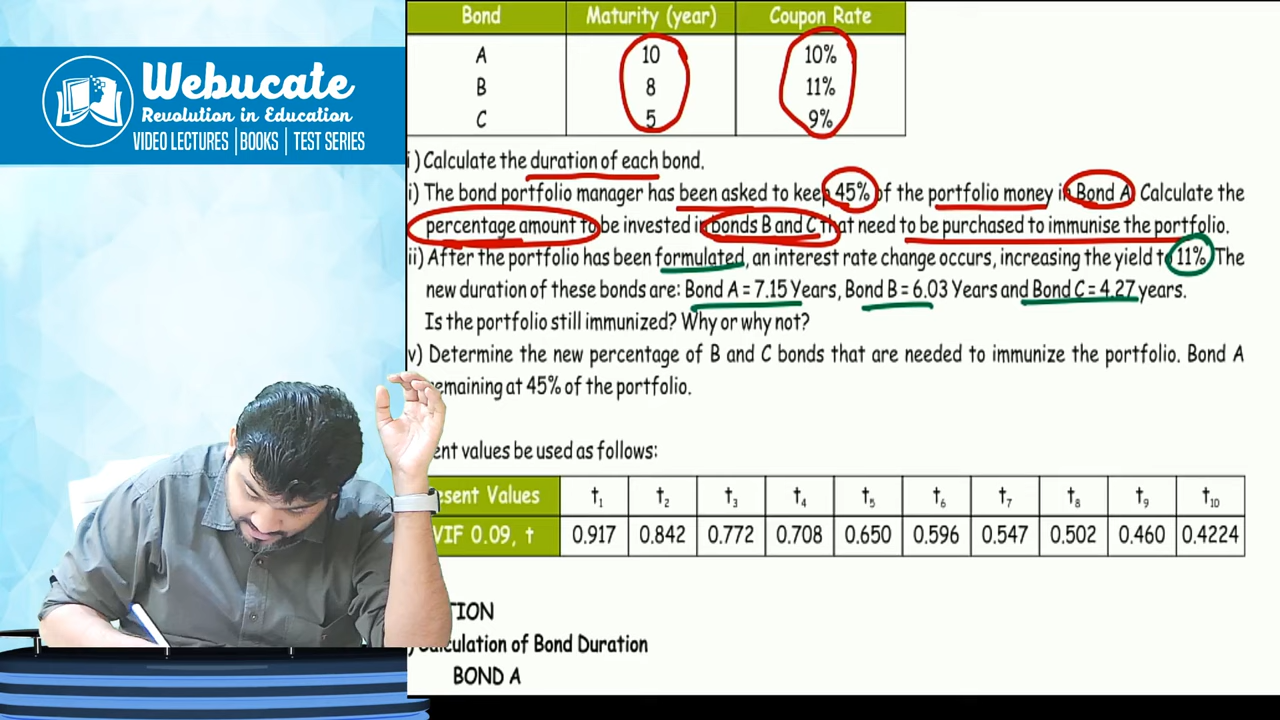 Webucate
Revolution in Education
VIDEO LECTURES | BOOKS | TEST SERIES
Bond Maturity (year) Coupon Rate
A 10 10%
B 8 11%
C 5 9%
i ) Calculate the duration of each bond.
i) The bond portfolio manager has been asked to keep 45% of the portfolio money in Bond A. Calculate the
percentage amount to be invested in bonds B and C that need to be purchased to immunise the portfolio.
ii) After the portfolio has been formulated, an interest rate change occurs, increasing the yield to 11%. The
new duration of these bonds are: Bond A = 7.15 Years, Bond B = 6.03 Years and Bond C = 4.27 years.
Is the portfolio still immunized? Why or why not?
v) Determine the new percentage of B and C bonds that are needed to immunize the portfolio. Bond A
emaining at 45% of the portfolio.
ent values be used as follows:
esent Values t₁ t₂ t₃ t₄ t₅ t₆ t₇ t₈ t₉ t₁₀
VIF 0.09, t 0.917 0.842 0.772 0.708 0.650 0.596 0.547 0.502 0.460 0.4224
TION
Calculation of Bond Duration
BOND A